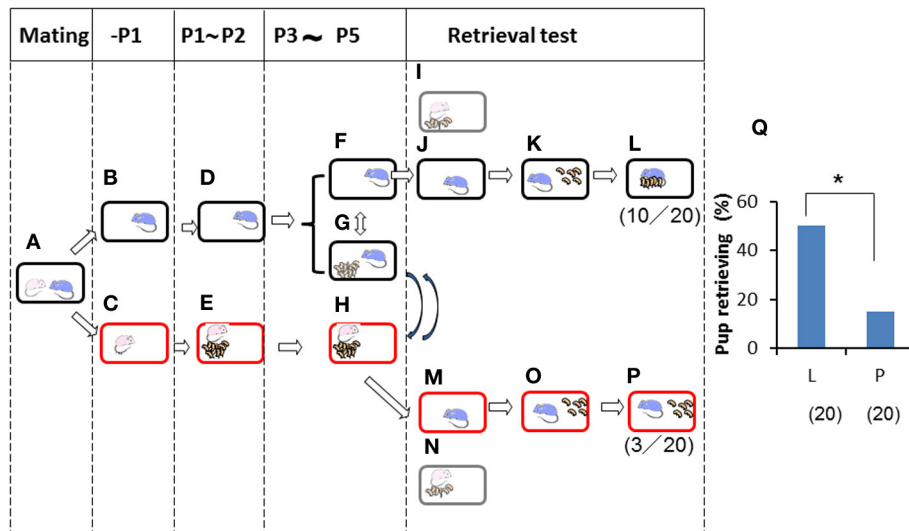 Mating -P1 P1~P2 P3 ~ P5 Retrieval test
I
F J K L Q
B D
(10／20)
A G
C E H
M O P
(3／20)
N
*
Pup retrieving (%)
60
40
20
0
L P
(20) (20)